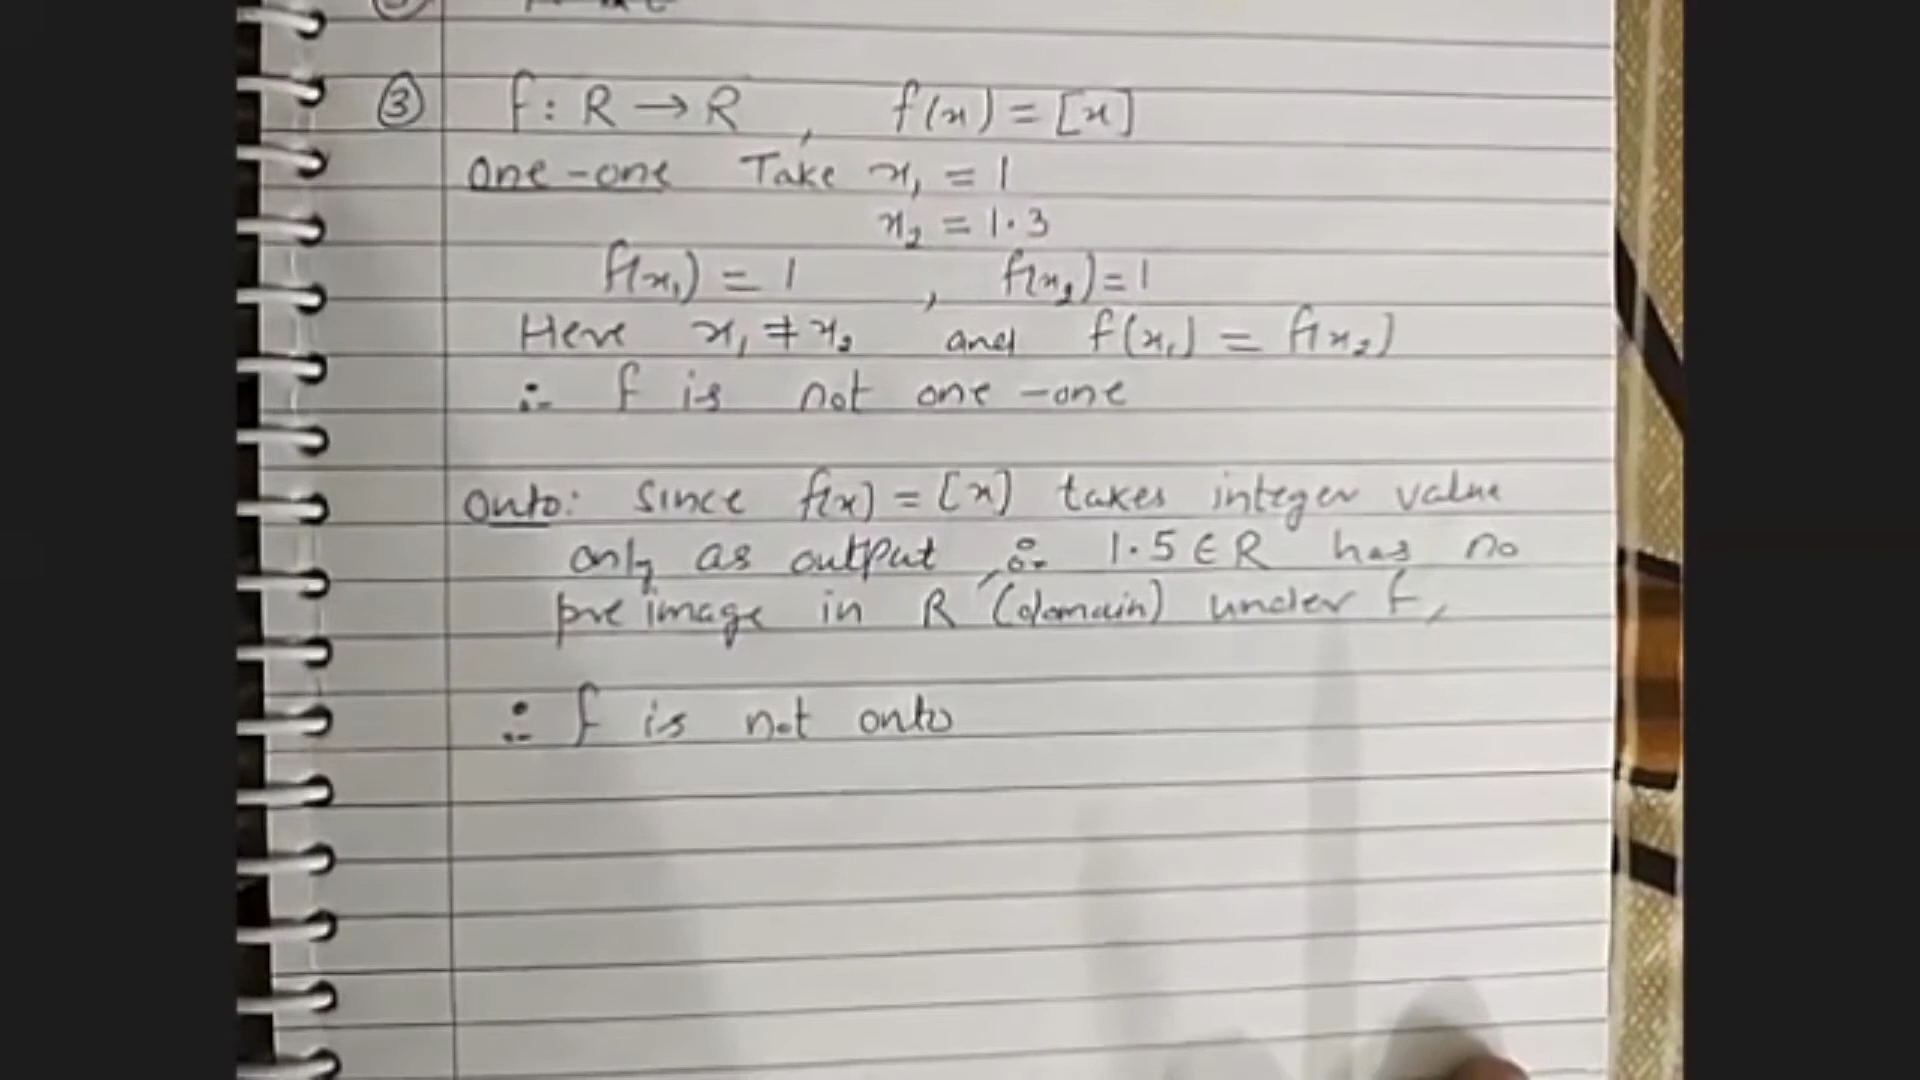 ③ f : R → R , f(x) = [x]
one-one Take x₁ = 1
x₂ = 1.3
f(x₁) = 1 , f(x₂) = 1
Here x₁ ≠ x₂ and f(x₁) = f(x₂)
∴ f is not one-one
Onto: Since f(x) = [x] takes integer value
only as output, ∴ 1.5 ∈ R has no
pre image in R (domain) under f,
∴ f is not onto